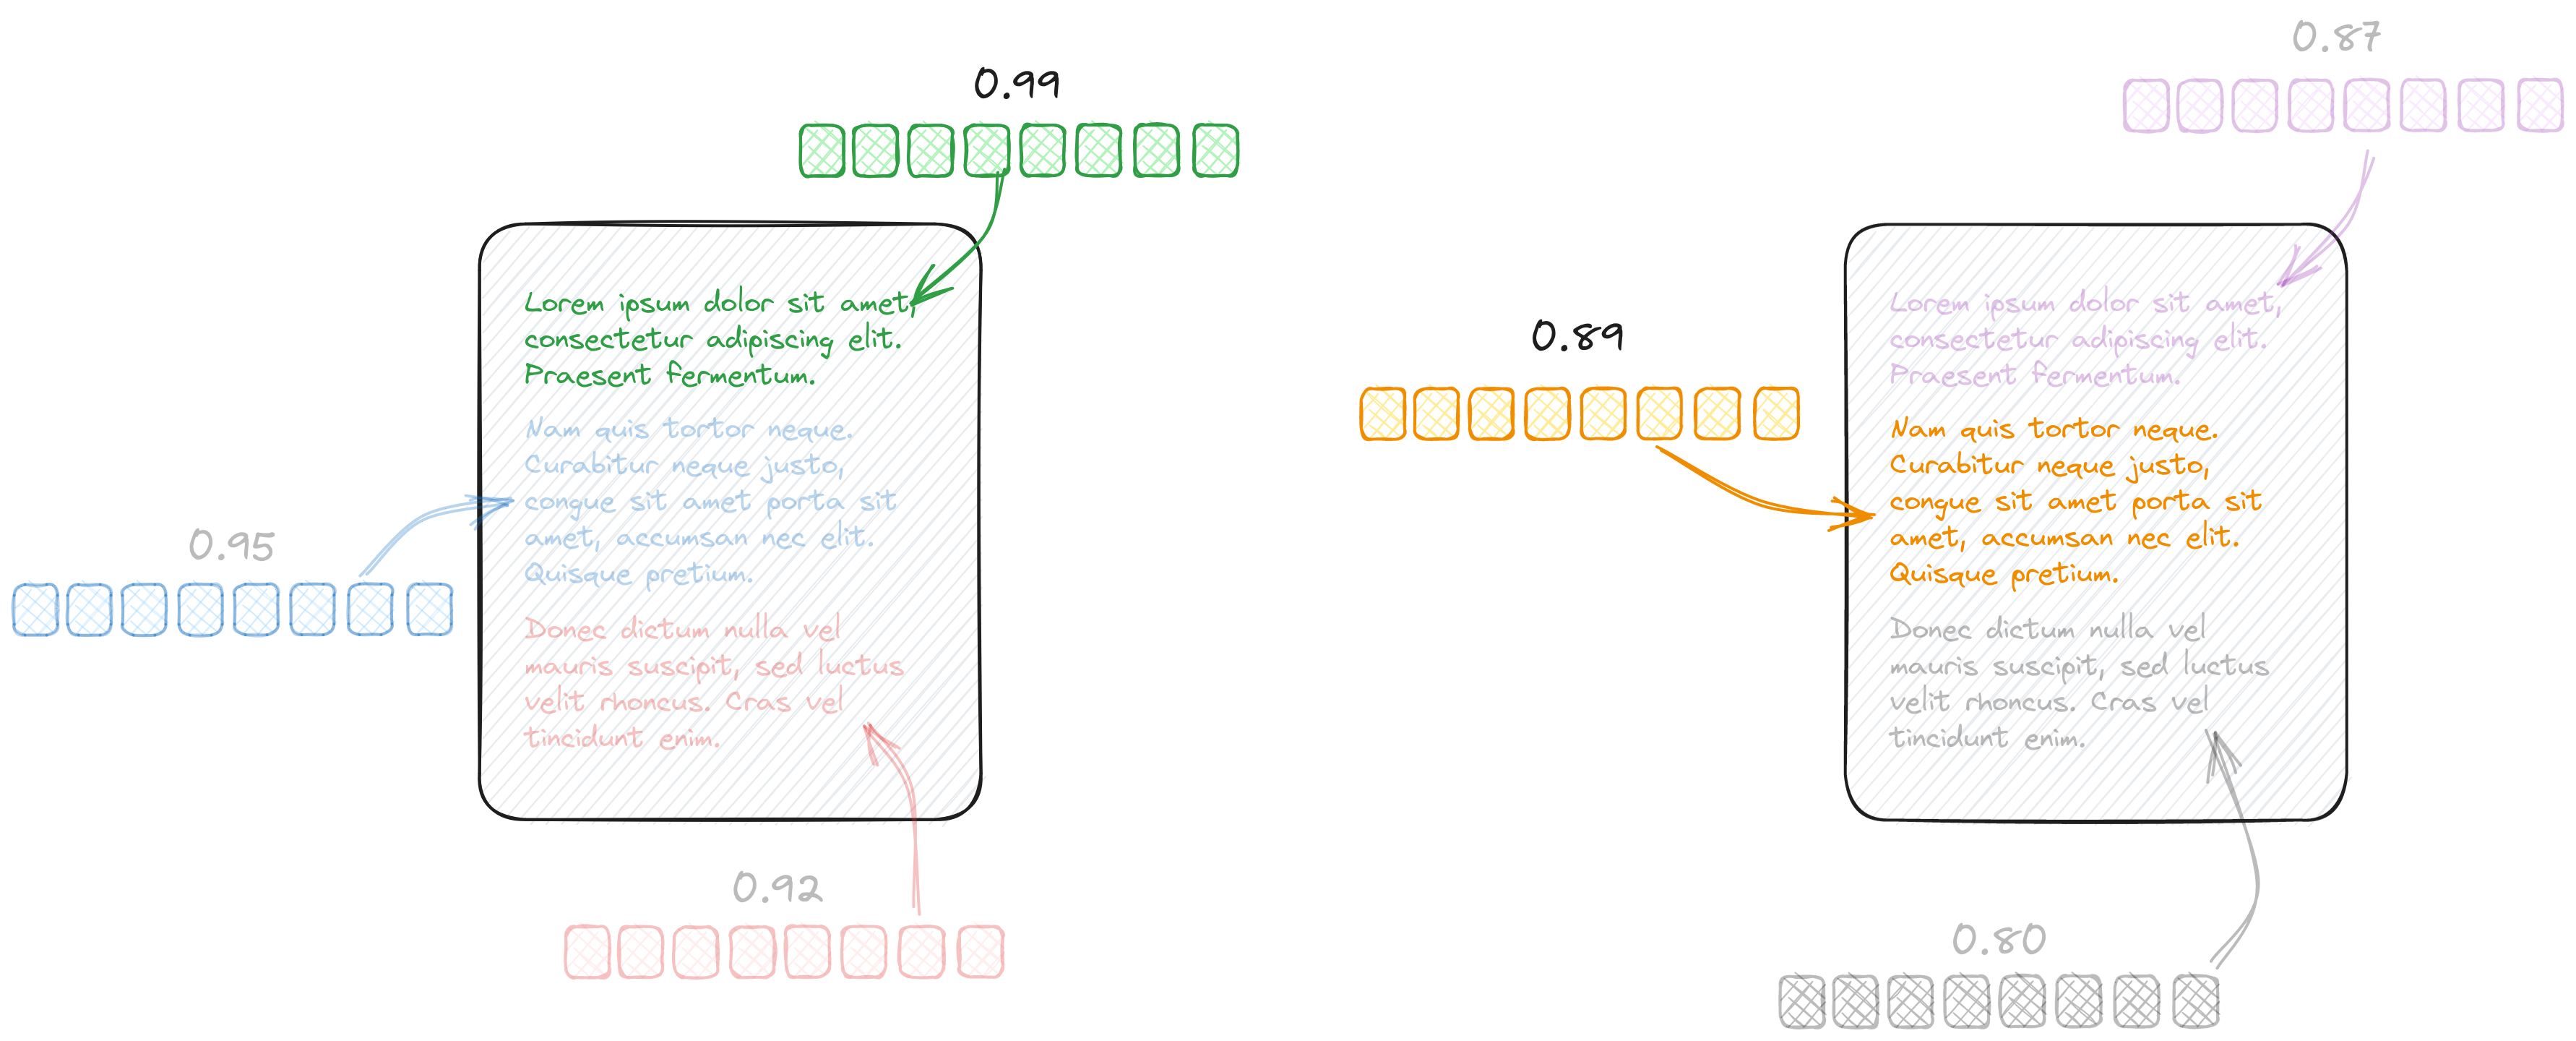 0.99
Lorem ipsum dolor sit amet,
consectetur adipiscing elit.
Praesent fermentum.
0.95
Nam quis tortor neque.
Curabitur neque justo,
congue sit amet porta sit
amet, accumsan nec elit.
Quisque pretium.
Donec dictum nulla vel
mauris suscipit, sed luctus
velit rhoncus. Cras vel
tincidunt enim.
0.92
0.87
Lorem ipsum dolor sit amet,
consectetur adipiscing elit.
Praesent fermentum.
0.89
Nam quis tortor neque.
Curabitur neque justo,
congue sit amet porta sit
amet, accumsan nec elit.
Quisque pretium.
Donec dictum nulla vel
mauris suscipit, sed luctus
velit rhoncus. Cras vel
tincidunt enim.
0.80